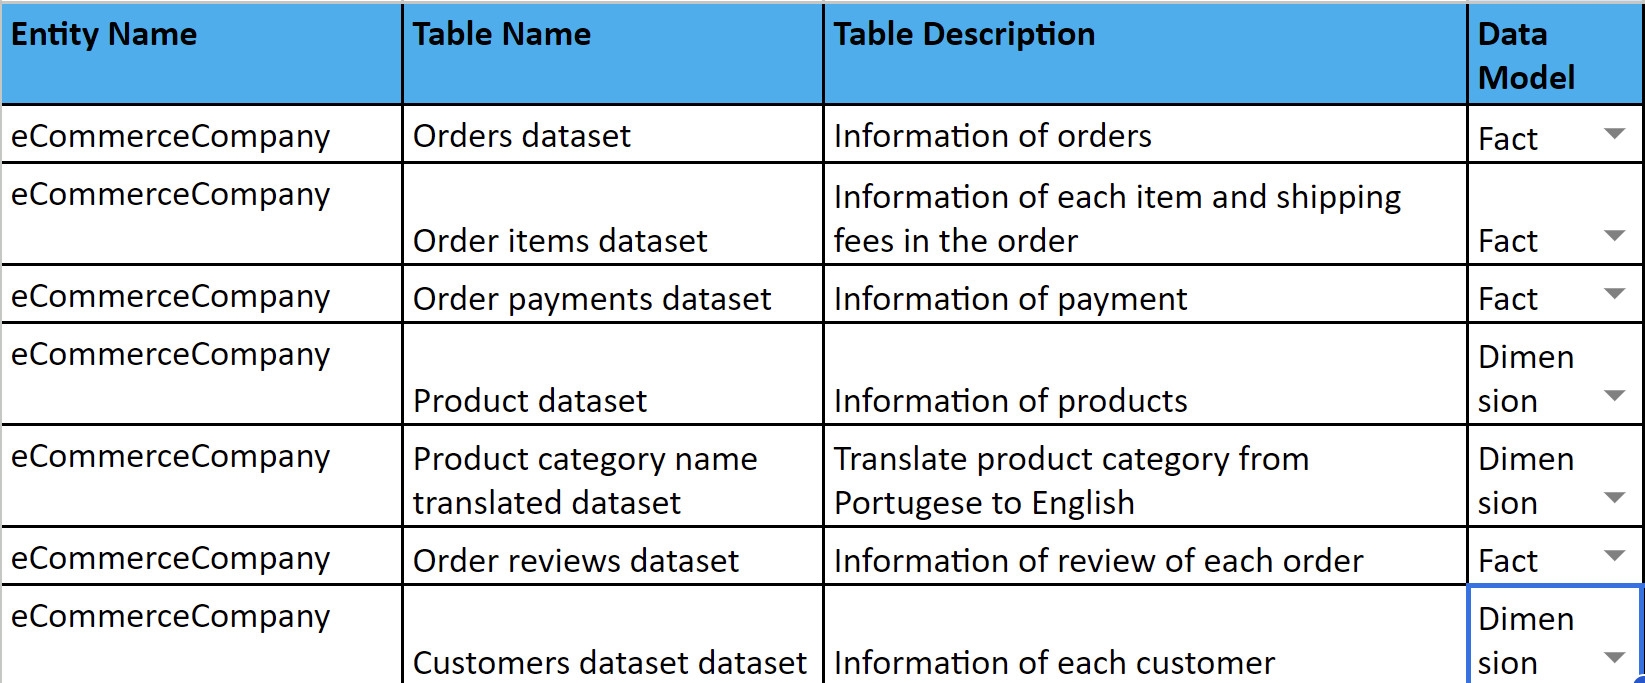 Entity Name
Table Name
Table Description
Data
Model
eCommerceCompany
Orders dataset
Information of orders
Fact
eCommerceCompany
Order items dataset
Information of each item and shipping
fees in the order
Fact
eCommerceCompany
Order payments dataset
Information of payment
Fact
eCommerceCompany
Product dataset
Information of products
Dimen
sion
eCommerceCompany
Product category name
translated dataset
Translate product category from
Portugese to English
Dimen
sion
eCommerceCompany
Order reviews dataset
Information of review of each order
Fact
eCommerceCompany
Customers dataset dataset
Information of each customer
Dimen
sion